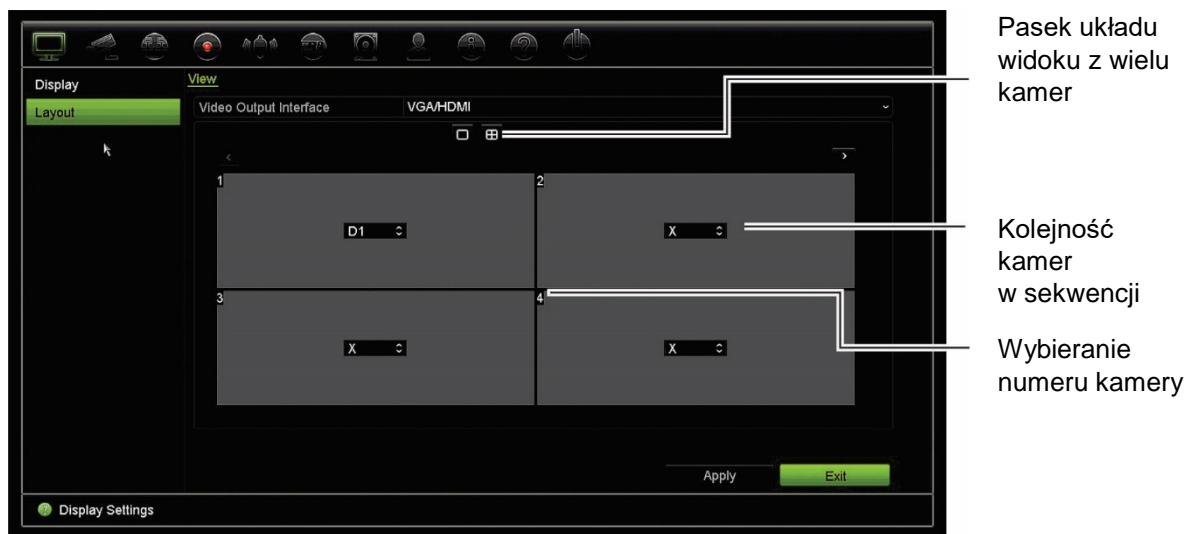 Display
Layout
View
Video Output Interface VGA/HDMI
1
D1
2
X
3
X
4
X
Apply Exit
Display Settings
Pasek układu
widoku z wielu
kamer
Kolejność
kamer
w sekwencji
Wybieranie
numeru kamery